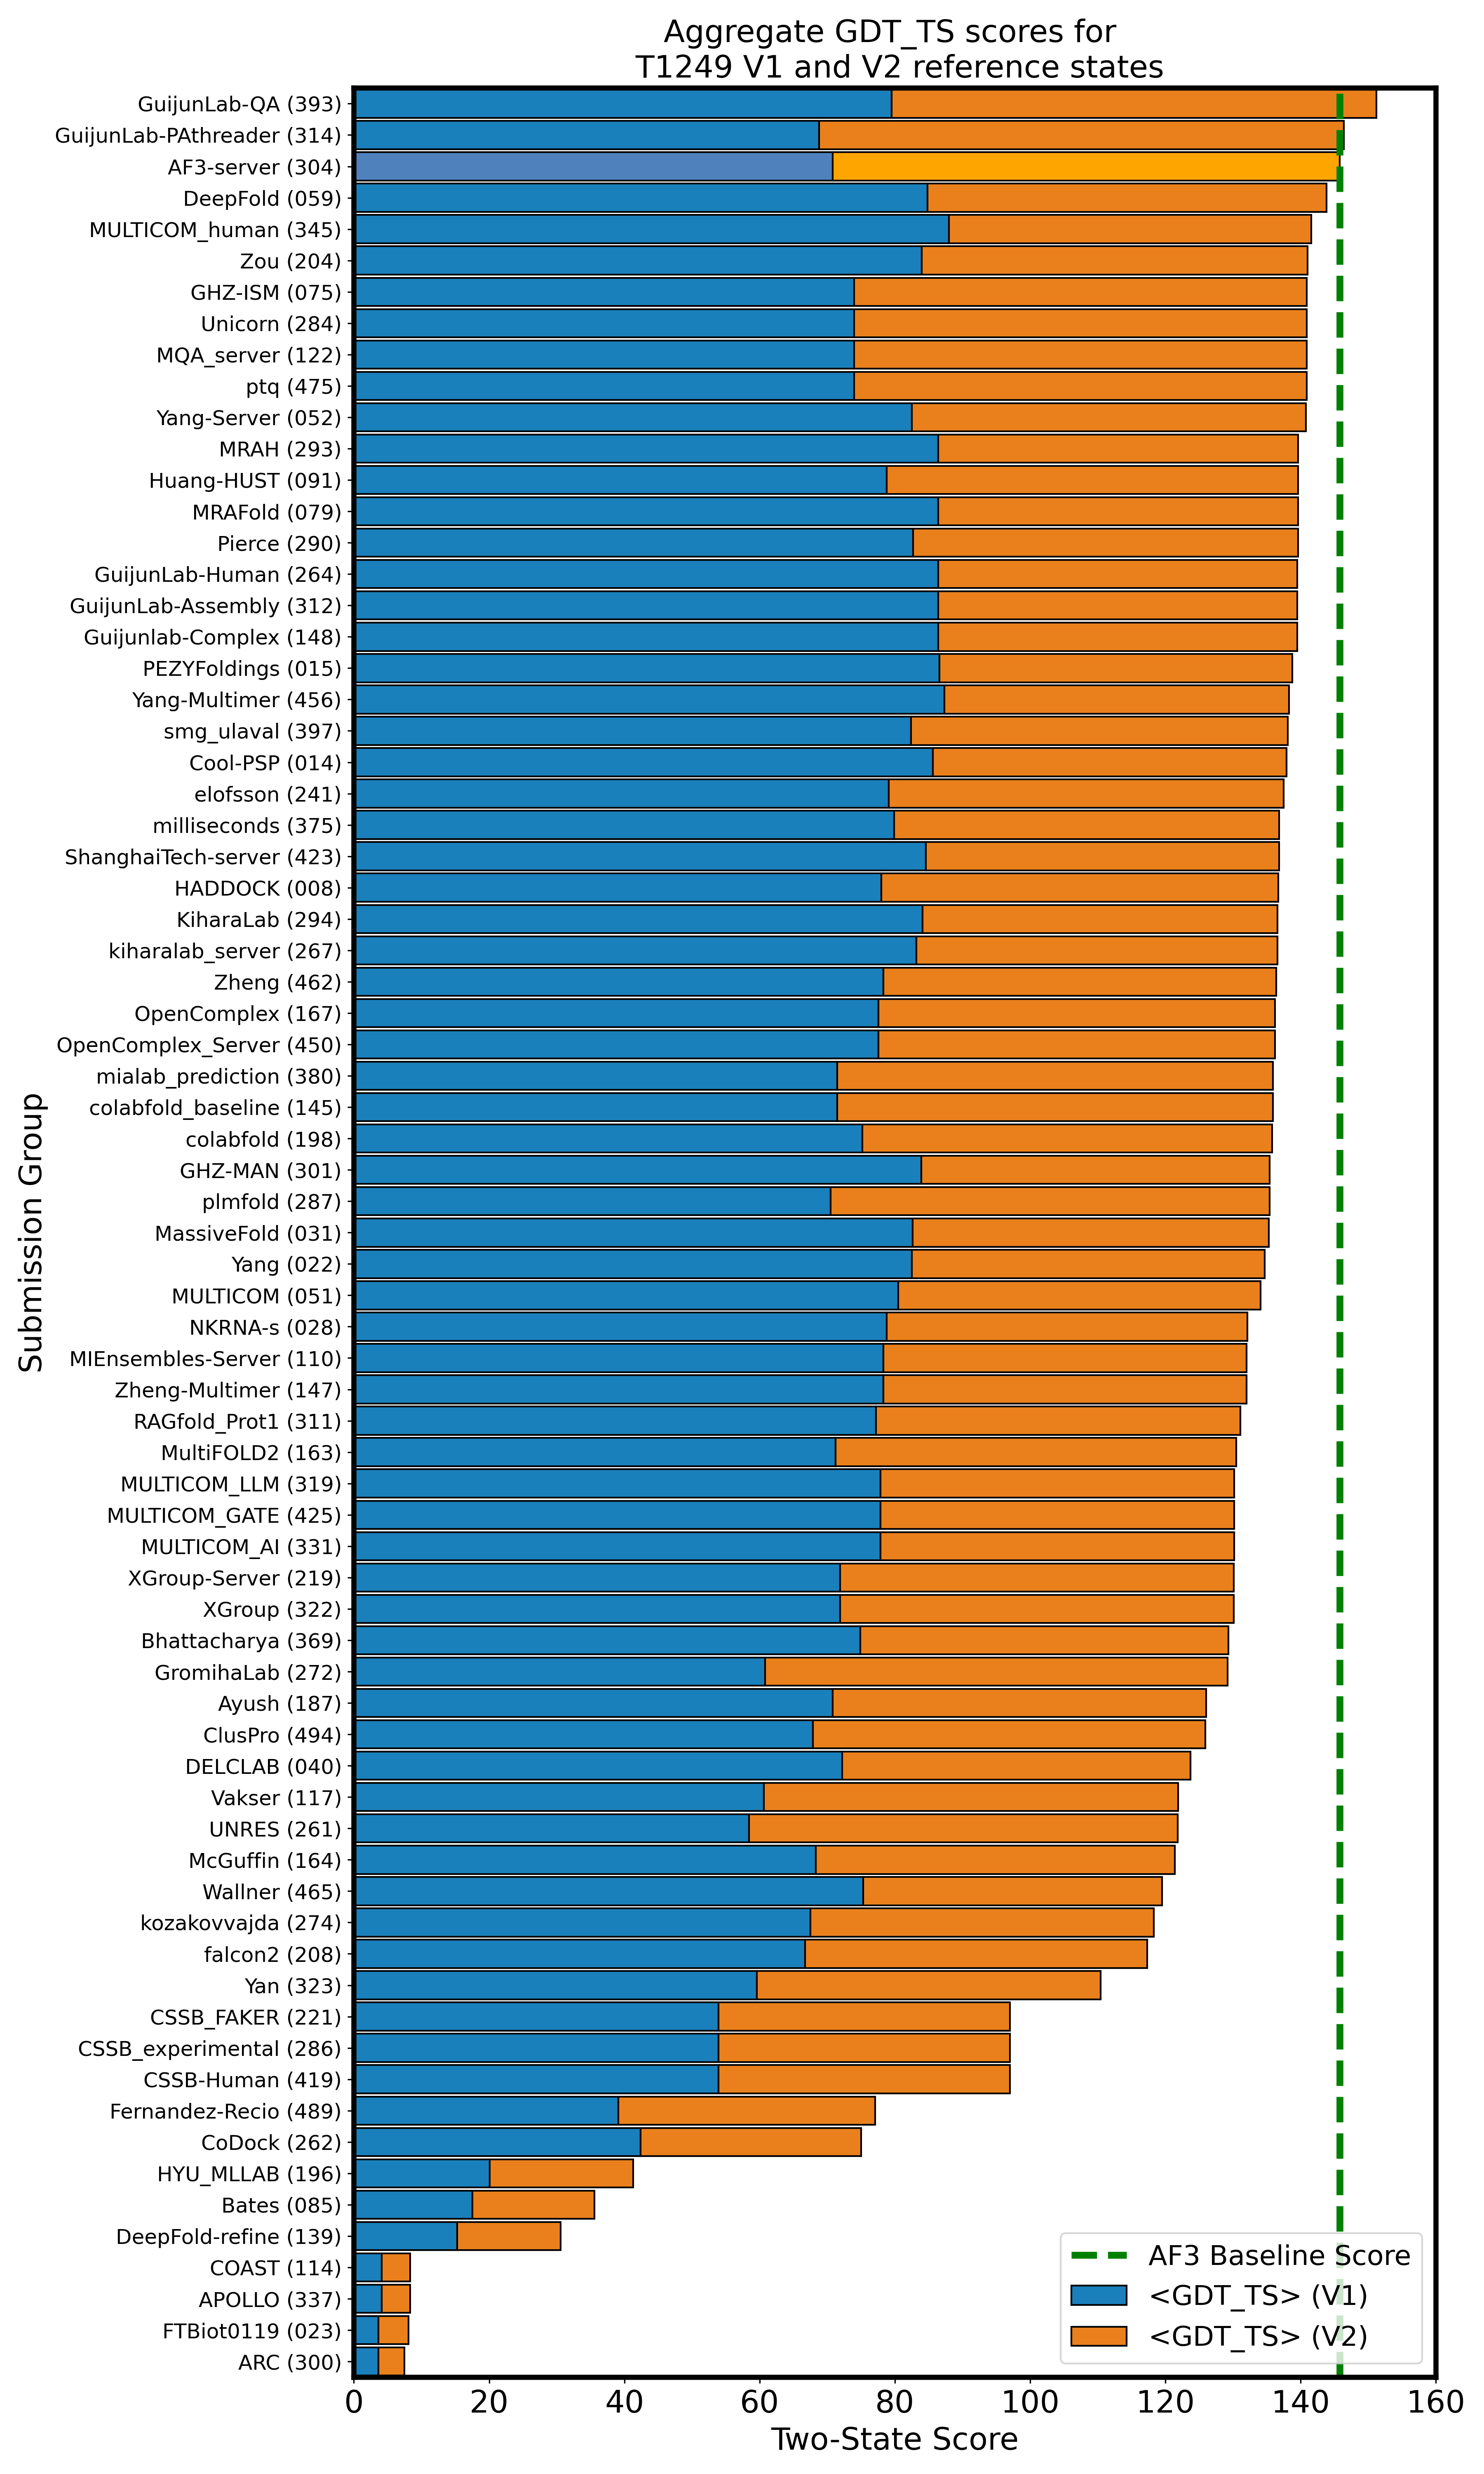 Aggregate GDT_TS scores for
T1249 V1 and V2 reference states
GuijunLab-QA (393)
GuijunLab-PAthreader (314)
AF3-server (304)
DeepFold (059)
MULTICOM_human (345)
Zou (204)
GHZ-ISM (075)
Unicorn (284)
MQA_server (122)
ptq (475)
Yang-Server (052)
MRAH (293)
Huang-HUST (091)
MRAFold (079)
Pierce (290)
GuijunLab-Human (264)
GuijunLab-Assembly (312)
Guijunlab-Complex (148)
PEZYFoldings (015)
Yang-Multimer (456)
smg_ulaval (397)
Cool-PSP (014)
elofsson (241)
milliseconds (375)
ShanghaiTech-server (423)
HADDOCK (008)
KiharaLab (294)
kiharalab_server (267)
Zheng (462)
OpenComplex (167)
OpenComplex_Server (450)
mialab_prediction (380)
colabfold_baseline (145)
colabfold (198)
GHZ-MAN (301)
plmfold (287)
MassiveFold (031)
Yang (022)
MULTICOM (051)
NKRNA-s (028)
MIEnsembles-Server (110)
Zheng-Multimer (147)
RAGfold_Prot1 (311)
MultiFOLD2 (163)
MULTICOM_LLM (319)
MULTICOM_GATE (425)
MULTICOM_AI (331)
XGroup-Server (219)
XGroup (322)
Bhattacharya (369)
GromihaLab (272)
Ayush (187)
ClusPro (494)
DELCLAB (040)
Vakser (117)
UNRES (261)
McGuffin (164)
Wallner (465)
kozakovvajda (274)
falcon2 (208)
Yan (323)
CSSB_FAKER (221)
CSSB_experimental (286)
CSSB-Human (419)
Fernandez-Recio (489)
CoDock (262)
HYU_MLLAB (196)
Bates (085)
DeepFold-refine (139)
COAST (114)
APOLLO (337)
FTBiot0119 (023)
ARC (300)
Submission Group
AF3 Baseline Score
<GDT_TS> (V1)
<GDT_TS> (V2)
0 20 40 60 80 100 120 140 160
Two-State Score